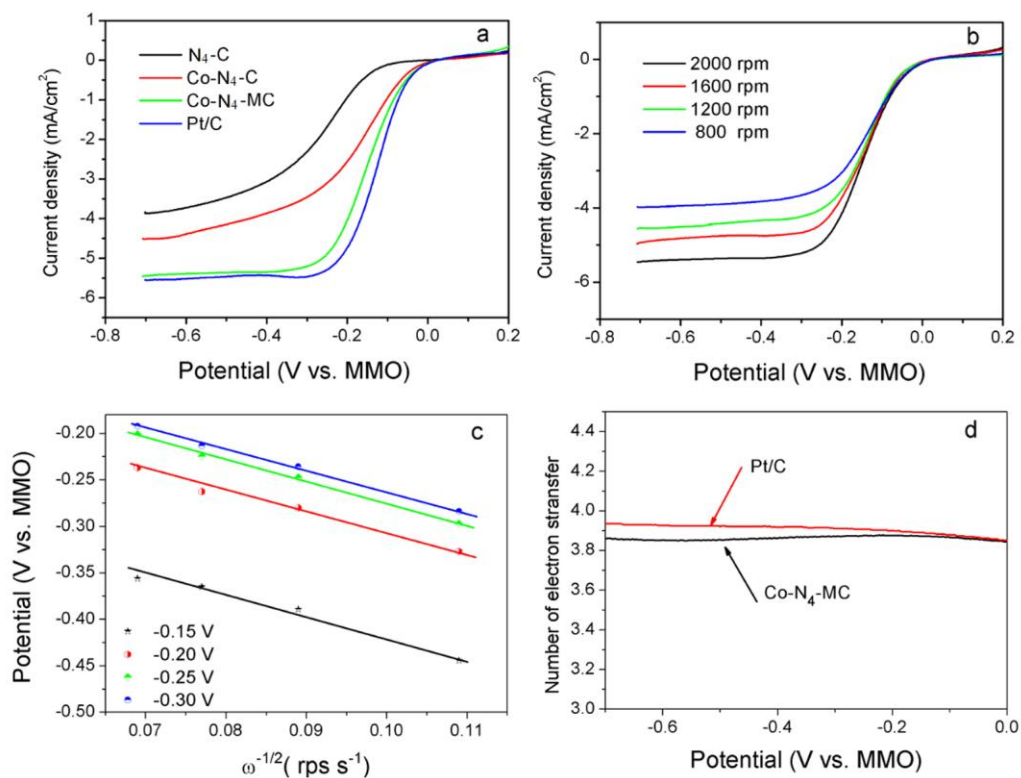 a
N₄-C
Co-N₄-C
Co-N₄-MC
Pt/C
1
0
-1
-2
-3
-4
-5
-6
Current density (mA/cm²)
-0.8 -0.6 -0.4 -0.2 0.0 0.2
Potential (V vs. MMO)
b
2000 rpm
1600 rpm
1200 rpm
800 rpm
0
-2
-4
-6
Current density (mA/cm²)
-0.8 -0.6 -0.4 -0.2 0.0 0.2
Potential (V vs. MMO)
c
-0.20
-0.25
-0.30
-0.35
-0.40
-0.45
-0.50
Potential (V vs. MMO)
-0.15 V
-0.20 V
-0.25 V
-0.30 V
0.07 0.08 0.09 0.10 0.11
ω⁻¹/²( rps s⁻¹)
d
4.4
4.2
4.0
3.8
3.6
3.4
3.2
3.0
Number of electron stransfer
Pt/C
Co-N₄-MC
-0.6 -0.4 -0.2 0.0
Potential (V vs. MMO)